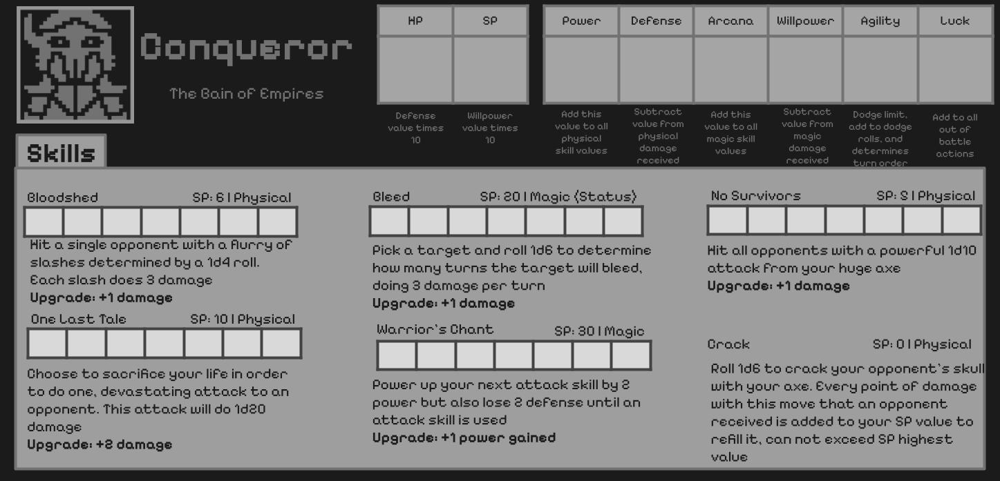 Conqueror
The Bain of Empires
HP
SP
Power
Defense
Arcana
Willpower
Agility
Luck
Defense
value times
10
Willpower
value times
10
Add this
value to all
physical
skill values
Subtract
value from
physical
damage
received
Add this
value to all
magic skill
values
Subtract
value from
magic
damage
received
Dodge limit,
add to dodge
rolls, and
determines
turn order
Add to all
out of
battle
actions
Skills
Bloodshed
SP: 6 | Physical
Hit a single opponent with a flurry of
slashes determined by a 1d4 roll.
Each slash does 3 damage
Upgrade: +1 damage
One Last Tale
SP: 10 | Physical
Choose to sacrifice your life in order
to do one, devastating attack to an
opponent. This attack will do 1d20
damage
Upgrade: +2 damage
Bleed
SP: 20 | Magic (Status)
Pick a target and roll 1d6 to determine
how many turns the target will bleed,
doing 3 damage per turn
Upgrade: +1 damage
Warrior's Chant
SP: 30 | Magic
Power up your next attack skill by 2
power but also lose 2 defense until an
attack skill is used
Upgrade: +1 power gained
No Survivors
SP: 8 | Physical
Hit all opponents with a powerful 1d10
attack from your huge axe
Upgrade: +1 damage
Crack
SP: 0 | Physical
Roll 1d6 to crack your opponent's skull
with your axe. Every point of damage
with this move that an opponent
received is added to your SP value to
refill it, can not exceed SP highest
value